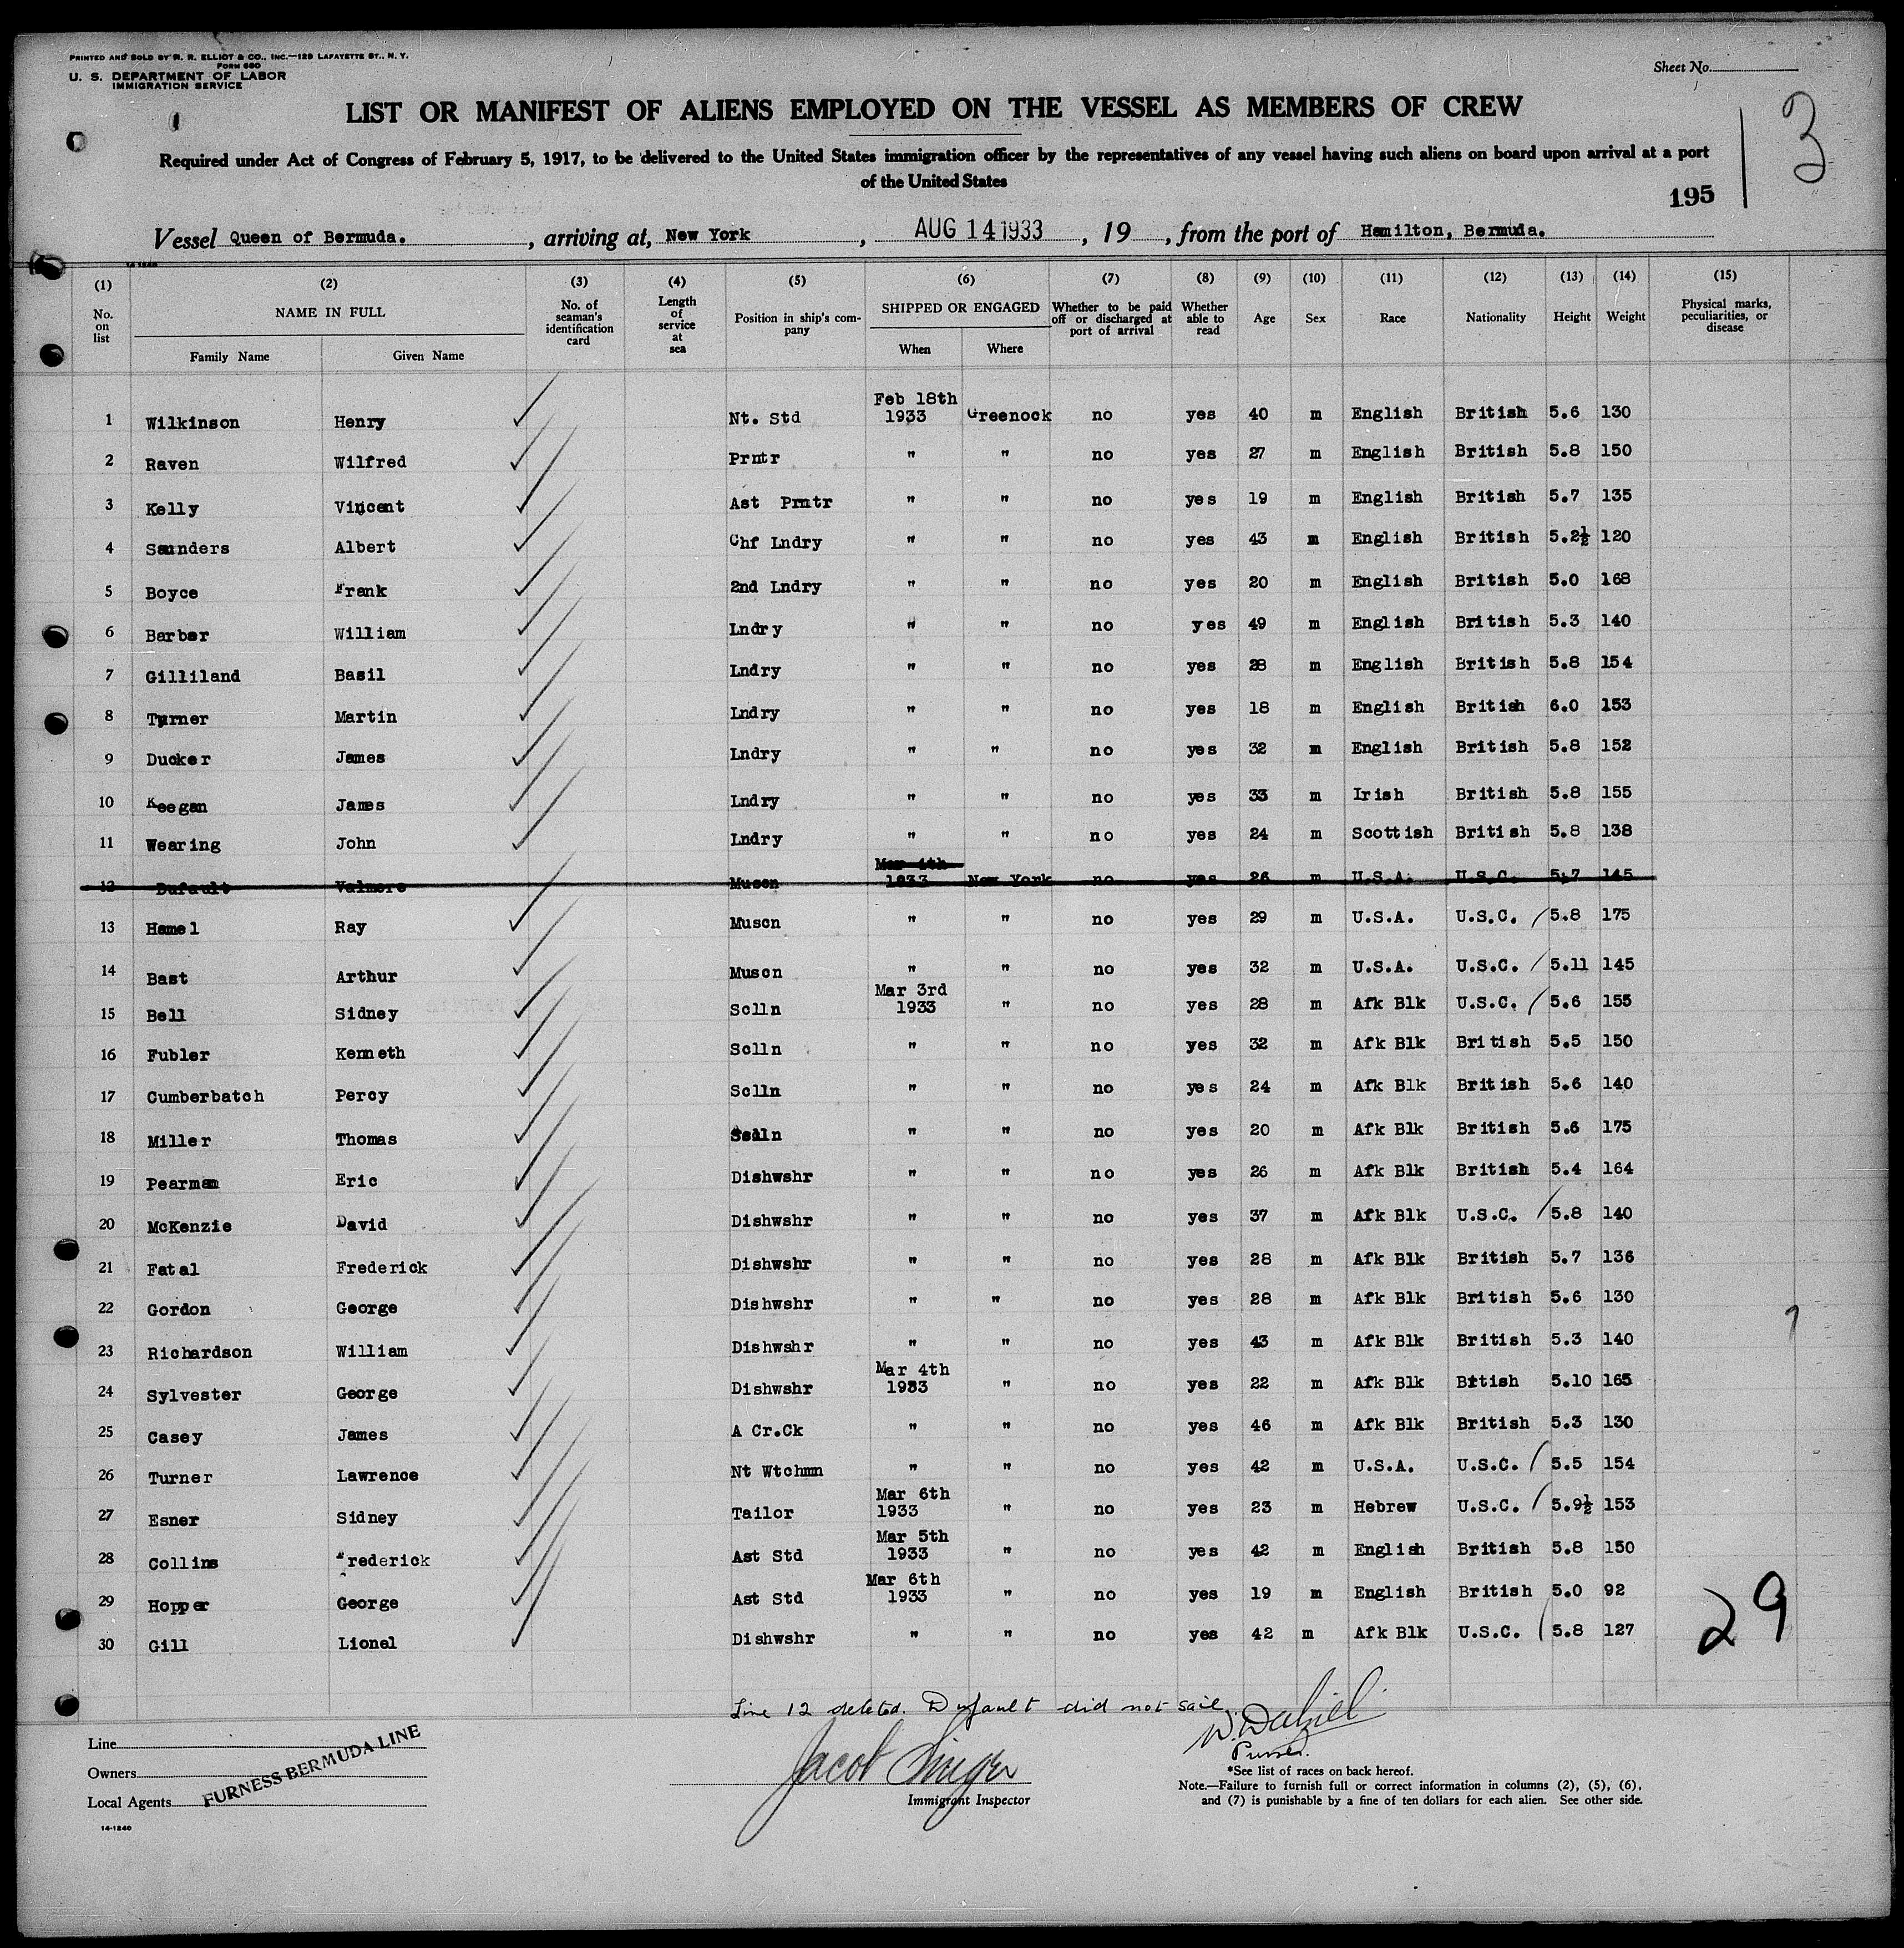 PRINTED AND SOLD BY R. R. ELLIOT & CO., INC.—129 LAFAYETTE ST., N. Y.
FORM 680
U. S. DEPARTMENT OF LABOR
IMMIGRATION SERVICE
Sheet No.
LIST OR MANIFEST OF ALIENS EMPLOYED ON THE VESSEL AS MEMBERS OF CREW
3
Required under Act of Congress of February 5, 1917, to be delivered to the United States immigration officer by the representatives of any vessel having such aliens on board upon arrival at a port
of the United States
195
Vessel Queen of Bermuda. , arriving at, New York , AUG 14 1933 , 19 , from the port of Hamilton, Bermuda.
14-1240
(1) (2) (3) (4) (5) (6) (7) (8) (9) (10) (11) (12) (13) (14) (15)
No. on list NAME IN FULL Family Name Given Name No. of seaman's identification card Length of service at sea Position in ship's company SHIPPED OR ENGAGED When Where Whether to be paid off or discharged at port of arrival Whether able to read Age Sex Race Nationality Height Weight Physical marks, peculiarities, or disease
1 Wilkinson Henry Nt. Std Feb 18th 1933 Greenock no yes 40 m English British 5.6 130
2 Raven Wilfred Prntr " " no yes 27 m English British 5.8 150
3 Kelly Vincent Ast Prntr " " no yes 19 m English British 5.7 135
4 Saunders Albert Chf Lndry " " no yes 43 m English British 5.2½ 120
5 Boyce Frank 2nd Lndry " " no yes 20 m English British 5.0 168
6 Barber William Lndry " " no yes 49 m English British 5.3 140
7 Gilliland Basil Lndry " " no yes 28 m English British 5.8 154
8 Turner Martin Lndry " " no yes 18 m English British 6.0 153
9 Ducker James Lndry " " no yes 32 m English British 5.8 152
10 Keegan James Lndry " " no yes 33 m Irish British 5.8 155
11 Wearing John Lndry " " no yes 24 m Scottish British 5.8 138
12 Dufault Valmore Muscn Mar 4th 1933 New York no yes 26 m U.S.A. U.S.C. 5.7 145
13 Hamel Ray Muscn " " no yes 29 m U.S.A. U.S.C. 5.8 175
14 Bast Arthur Muscn " " no yes 32 m U.S.A. U.S.C. 5.11 145
15 Bell Sidney Sclln Mar 3rd 1933 " no yes 28 m Afk Blk U.S.C. 5.6 155
16 Fubler Kenneth Sclln " " no yes 32 m Afk Blk British 5.5 150
17 Cumberbatch Percy Sclln " " no yes 24 m Afk Blk British 5.6 140
18 Miller Thomas Sclln " " no yes 20 m Afk Blk British 5.6 175
19 Pearman Eric Dishwshr " " no yes 26 m Afk Blk British 5.4 164
20 McKenzie David Dishwshr " " no yes 37 m Afk Blk U.S.C. 5.8 140
21 Fatal Frederick Dishwshr " " no yes 28 m Afk Blk British 5.7 136
22 Gordon George Dishwshr " " no yes 28 m Afk Blk British 5.6 130
23 Richardson William Dishwshr " " no yes 43 m Afk Blk British 5.3 140
24 Sylvester George Dishwshr Mar 4th 1933 " no yes 22 m Afk Blk Btish 5.10 165
25 Casey James A Cr.Ck " " no yes 46 m Afk Blk British 5.3 130
26 Turner Lawrence Nt Wtchmn " " no yes 42 m U.S.A. U.S.C. 5.5 154
27 Esner Sidney Tailor Mar 6th 1933 " no yes 23 m Hebrew U.S.C. 5.9½ 153
28 Collins Frederick Ast Std Mar 5th 1933 " no yes 42 m English British 5.8 150
29 Hopper George Ast Std Mar 6th 1933 " no yes 19 m English British 5.0 92
30 Gill Lionel Dishwshr " " no yes 42 m Afk Blk U.S.C. 5.8 127
29
Line 12 deleted. Dufault did not sail.
W. Dalziel
Purser.
Line
Owners
Local Agents
FURNESS BERMUDA LINE
Jacob Singer
Immigrant Inspector
*See list of races on back hereof.
Note.—Failure to furnish full or correct information in columns (2), (5), (6),
and (7) is punishable by a fine of ten dollars for each alien. See other side.
14-1240